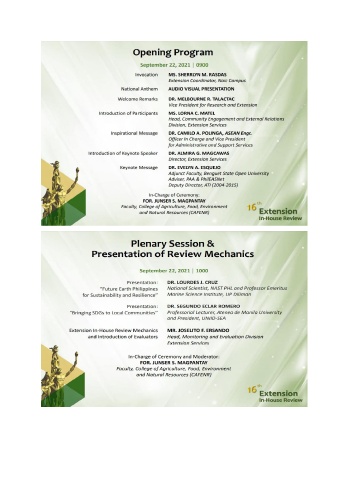 Opening Program
September 22, 2021 | 0900
Invocation MS. SHERRLYN M. RASDAS
Extension Coordinator, Naic Campus
National Anthem AUDIO VISUAL PRESENTATION
Welcome Remarks DR. MELBOURNE R. TALACTAC
Vice President for Research and Extension
Introduction of Participants MS. LORNA C. MATEL
Head, Community Engagement and External Relations
Division, Extension Services
Inspirational Message DR. CAMILO A. POLINGA, ASEAN Engr.
Officer In Charge and Vice President
for Administrative and Support Services
Introduction of Keynote Speaker DR. ALMIRA G. MAGCAWAS
Director, Extension Services
Keynote Message DR. EVELYN A. ESQUEJO
Adjunct Faculty, Benguet State Open University
Adviser, PAA & PhilEASNet
Deputy Director, ATI (2004-2015)
In-Charge of Ceremony:
FOR. JUNSER S. MAGPANTAY
Faculty, College of Agriculture, Food, Environment
and Natural Resources (CAFENR)
16th Extension
In-House Review
Plenary Session &
Presentation of Review Mechanics
September 22, 2021 | 1000
Presentation: DR. LOURDES J. CRUZ
"Future Earth Philippines National Scientist, NAST PHL and Professor Emeritus
for Sustainability and Resilience" Marine Science Institute, UP Diliman
Presentation: DR. SEGUNDO ECLAR ROMERO
"Bringing SDGs to Local Communities" Professorial Lecturer, Ateneo de Manila University
and President, UNIO-SEA
Extension In-House Review Mechanics MR. JOSELITO F. ERSANDO
and Introduction of Evaluators Head, Monitoring and Evaluation Division
Extension Services
In-Charge of Ceremony and Moderator:
FOR. JUNSER S. MAGPANTAY
Faculty, College of Agriculture, Food, Environment
and Natural Resources (CAFENR)
16th Extension
In-House Review